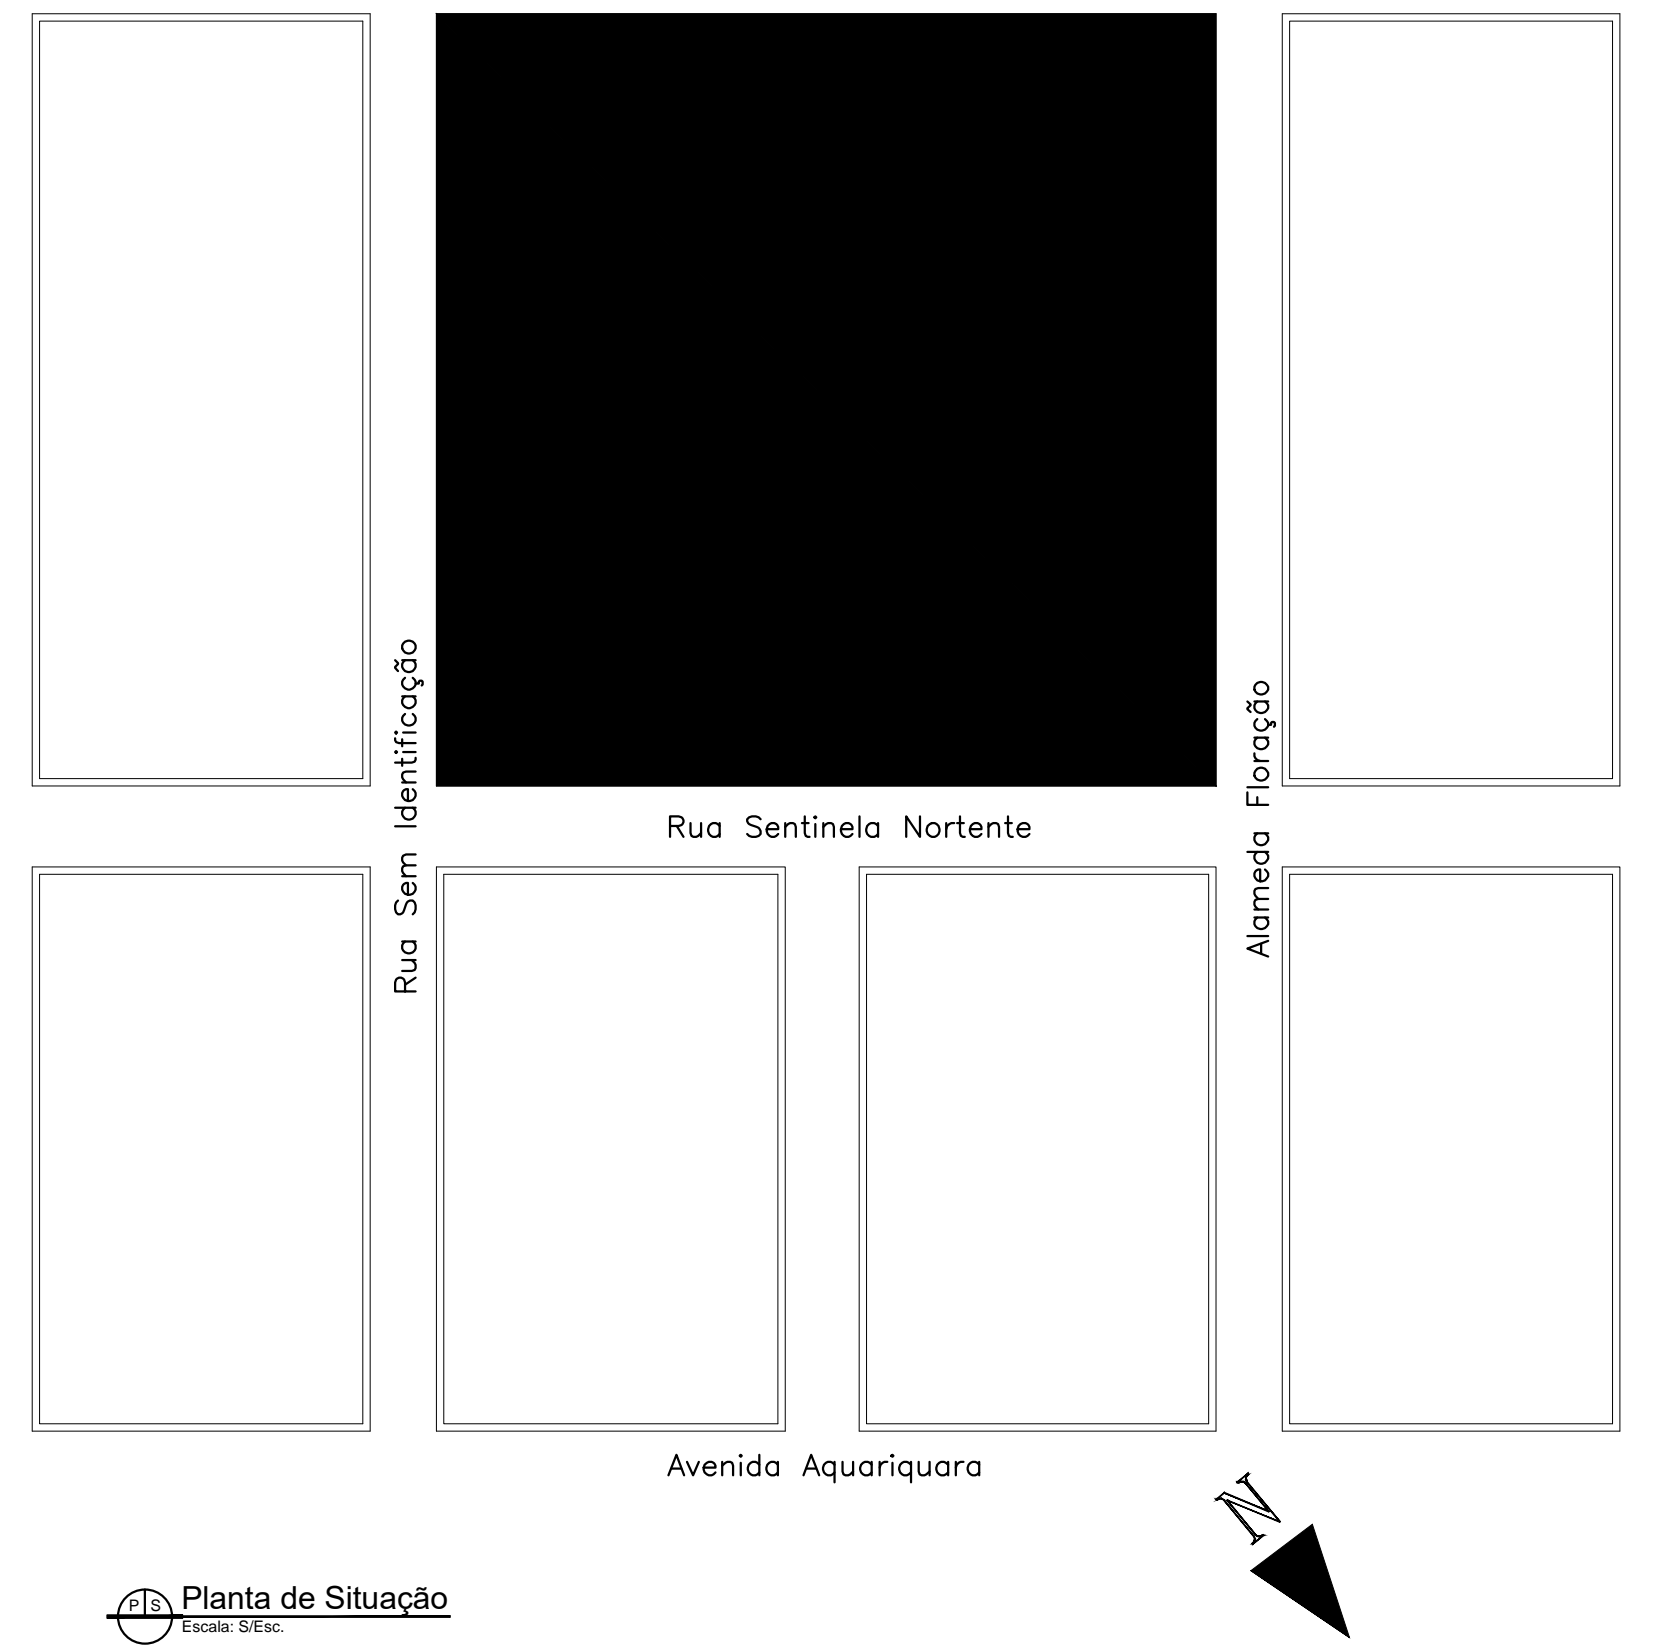 Rua Sem Identificação
Alameda Floração
Rua Sentinela Nortente
Avenida Aquariquara
N
P S
Planta de Situação
Escala: S/Esc.